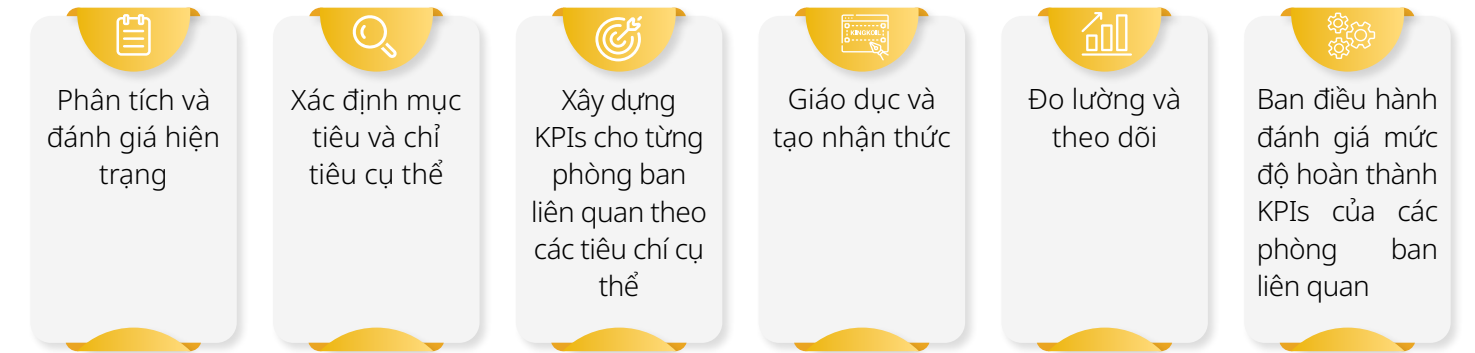 Phân tích và
đánh giá hiện
trạng
Xác định mục
tiêu và chỉ
tiêu cụ thể
Xây dựng
KPIs cho từng
phòng ban
liên quan theo
các tiêu chí cụ
thể
KINGKOIL
Giáo dục và
tạo nhận thức
Đo lường và
theo dõi
Ban điều hành
đánh giá mức
độ hoàn thành
KPIs của các
phòng ban
liên quan